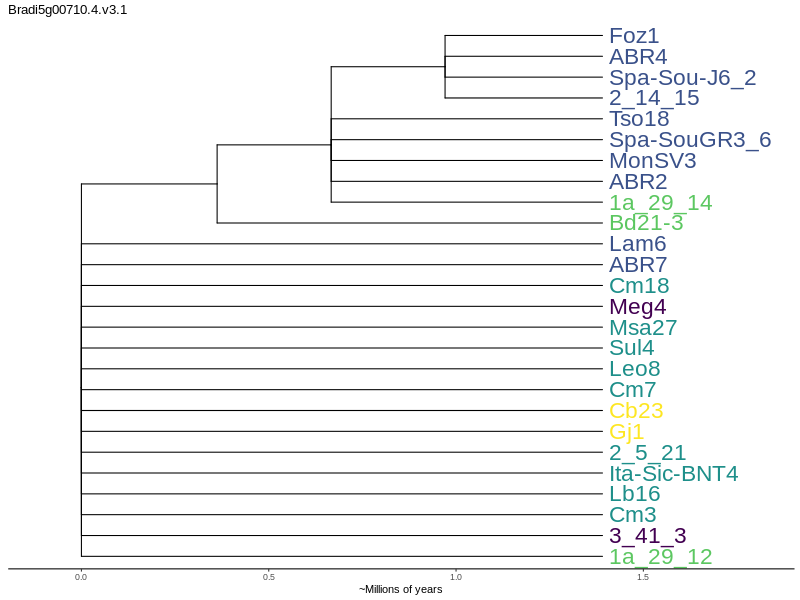 Bradi5g00710.4.v3.1
Foz1
ABR4
Spa-Sou-J6_2
2_14_15
Tso18
Spa-SouGR3_6
MonSV3
ABR2
1a_29_14
Bd21-3
Lam6
ABR7
Cm18
Meg4
Msa27
Sul4
Leo8
Cm7
Cb23
Gj1
2_5_21
Ita-Sic-BNT4
Lb16
Cm3
3_41_3
1a_29_12
0.0 0.5 1.0 1.5
~Millions of years